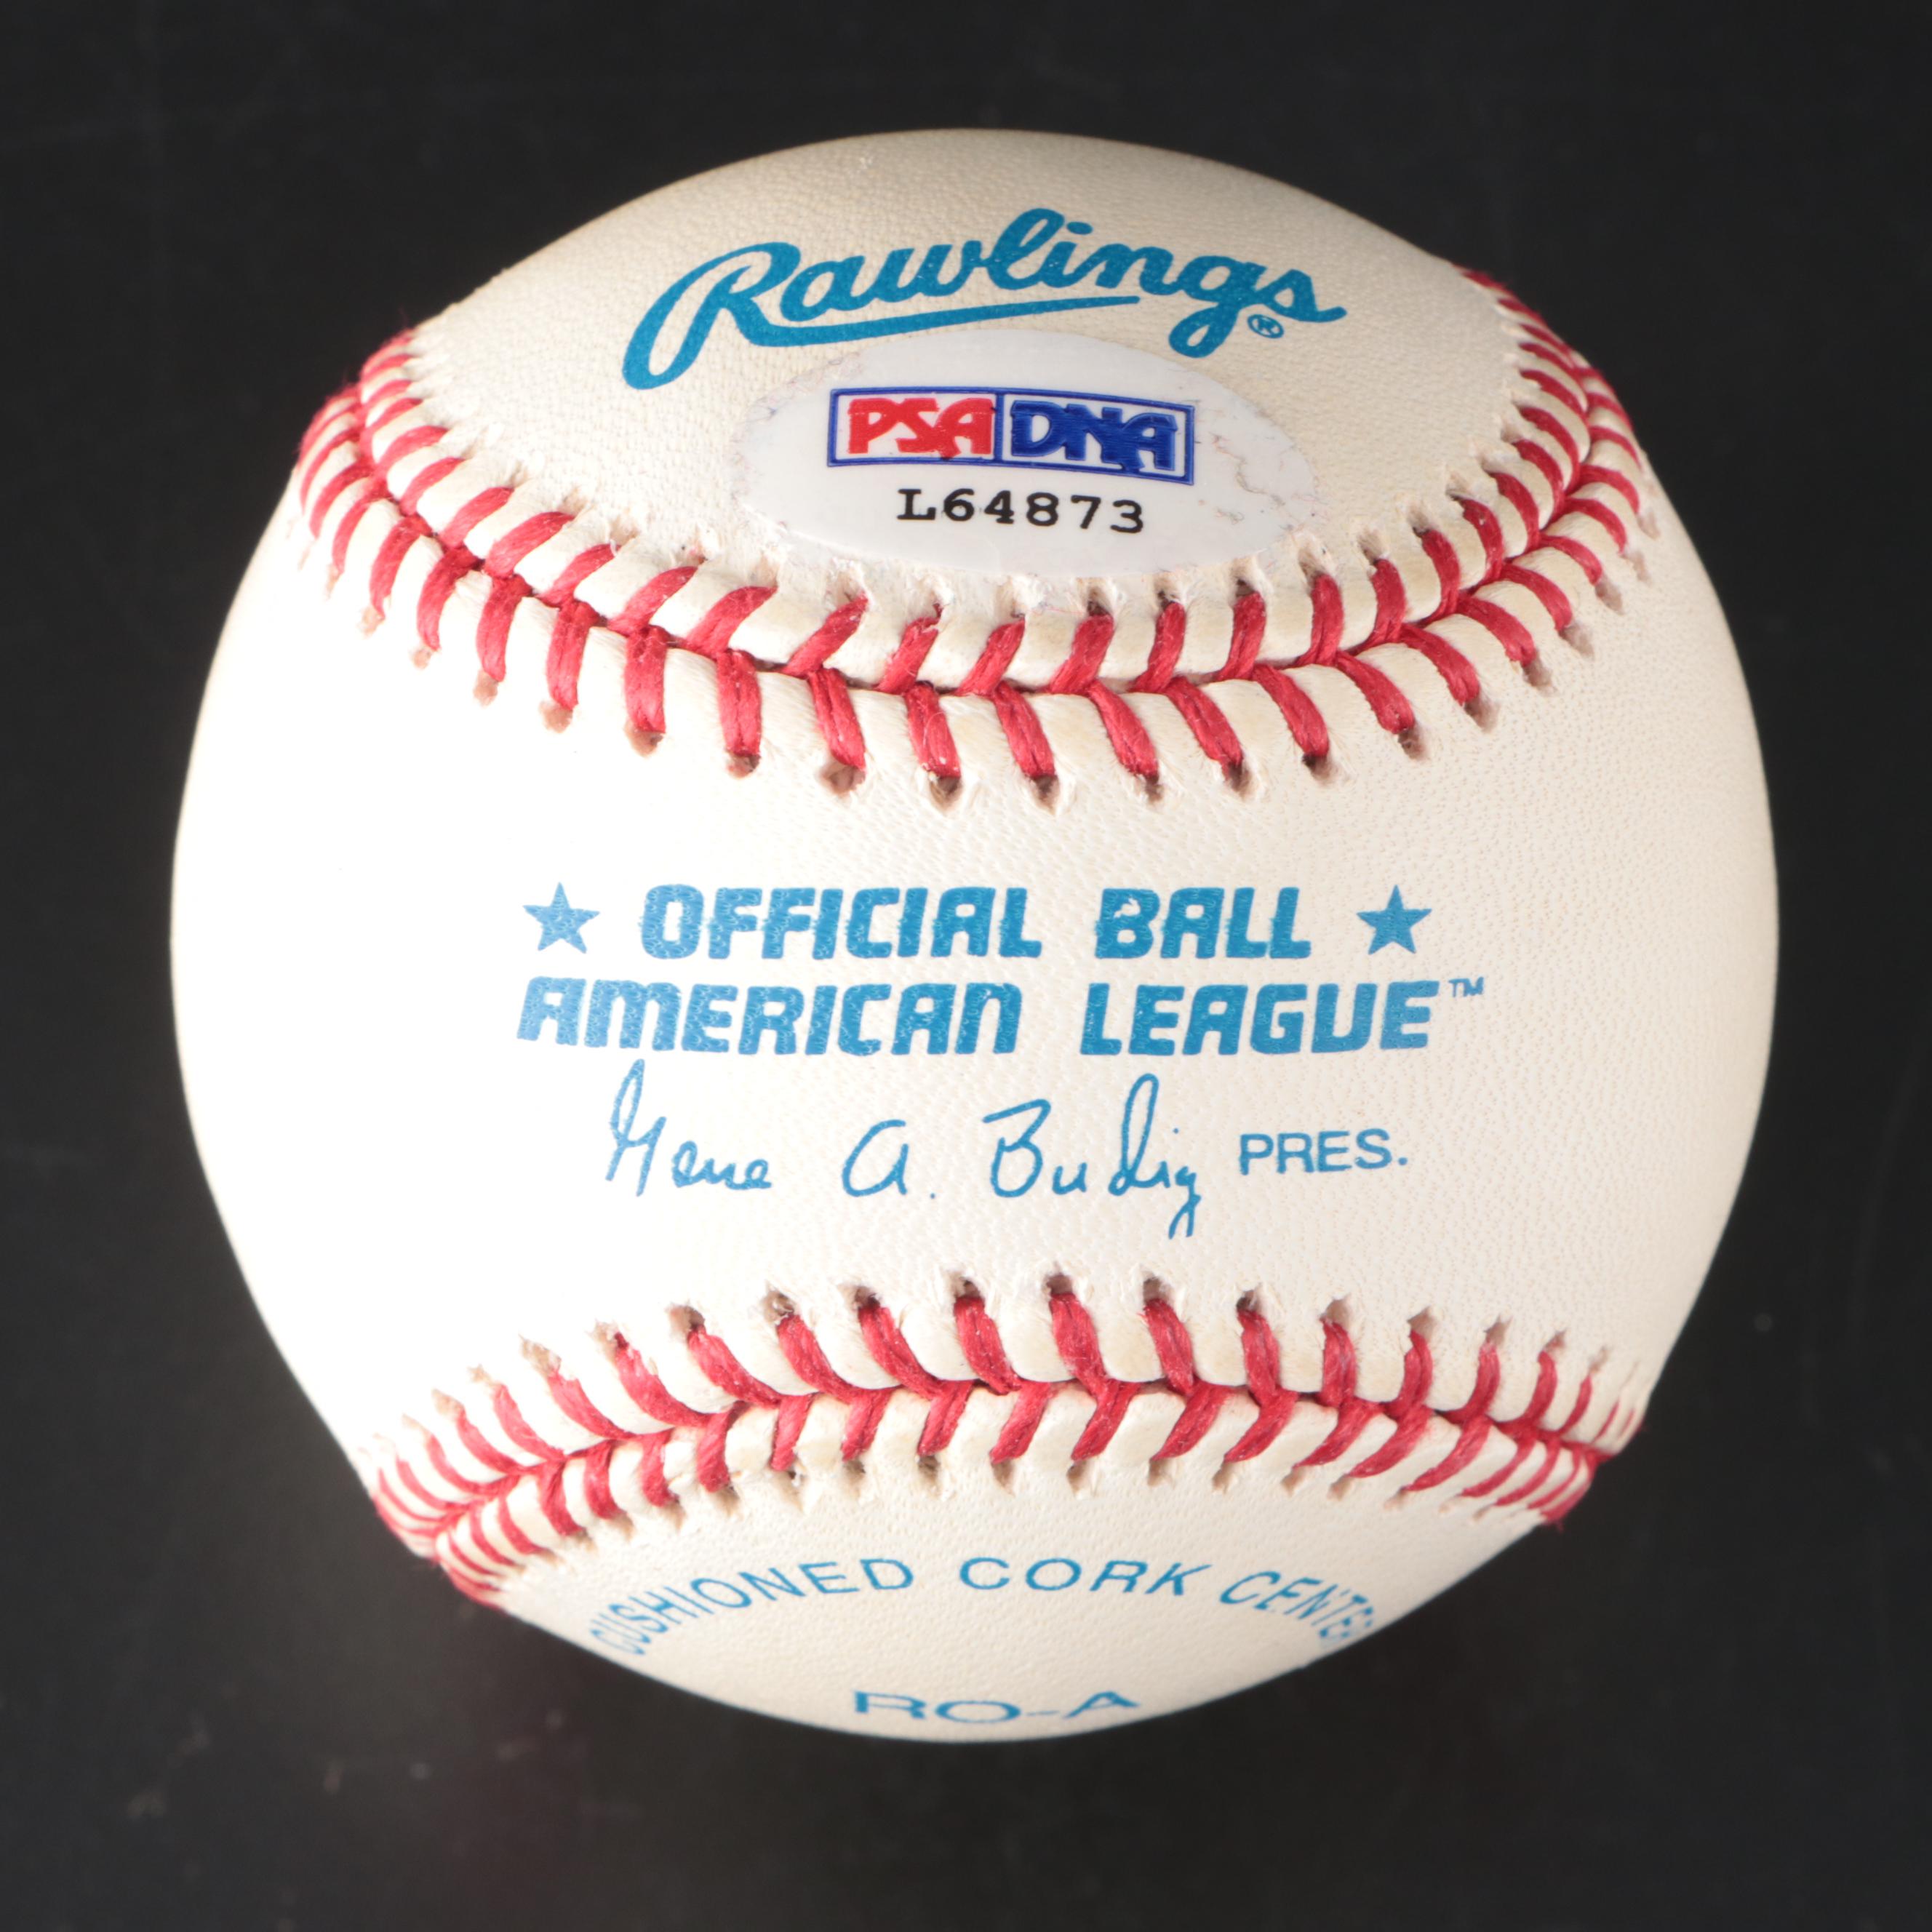 Rawlings®
PSA DNA
L64873
★ OFFICIAL BALL ★
AMERICAN LEAGUE™
Gene A. Budig PRES.
CUSHIONED CORK CENTER
RO-A